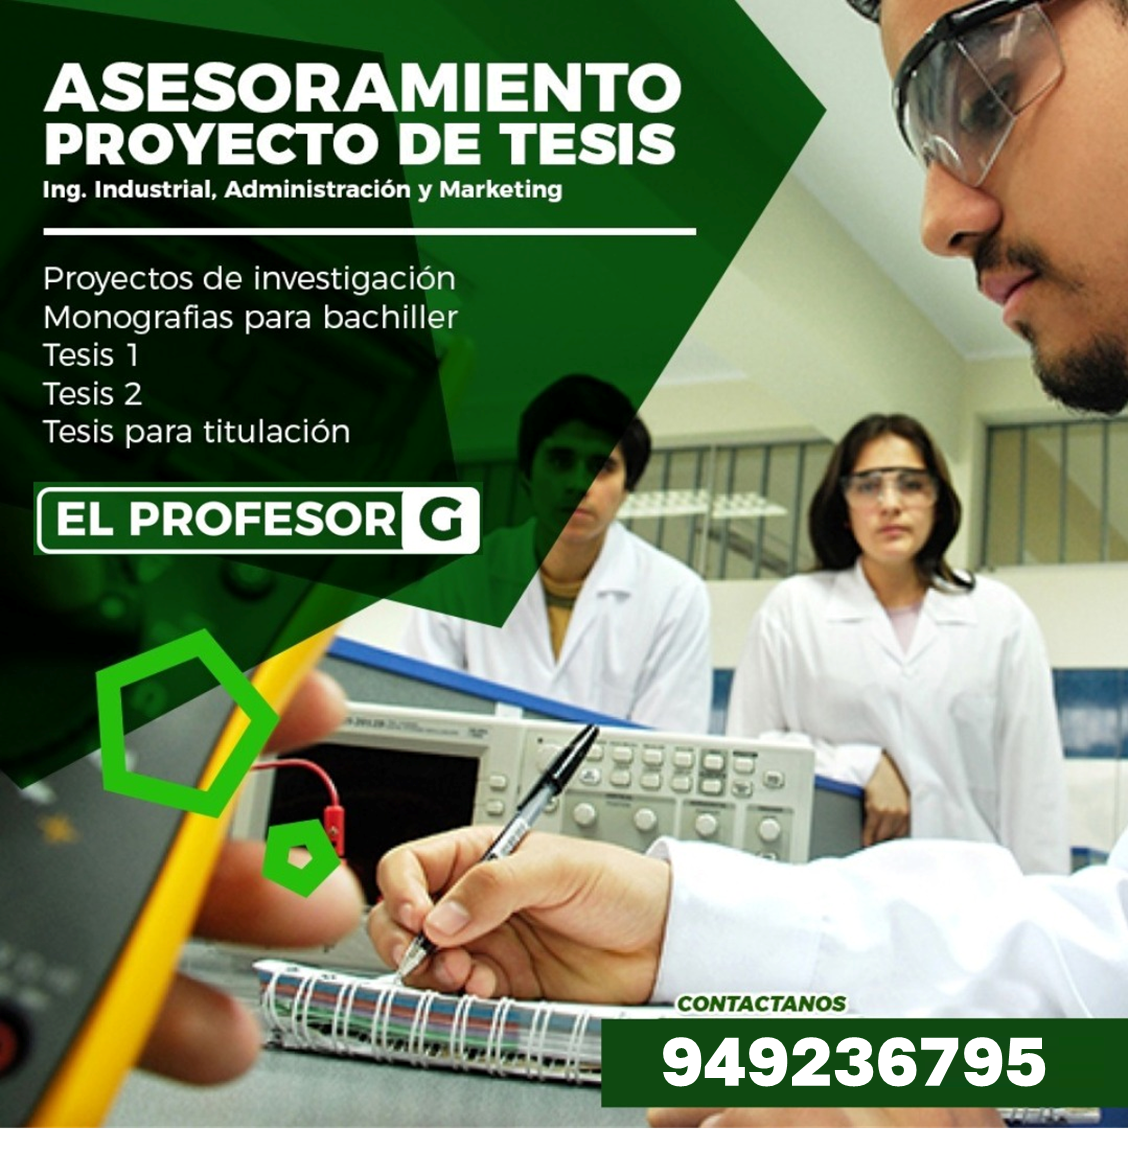 ASESORAMIENTO
PROYECTO DE TESIS
Ing. Industrial, Administración y Marketing
Proyectos de investigación
Monografias para bachiller
Tesis 1
Tesis 2
Tesis para titulación
EL PROFESOR G
CONTACTANOS
949236795